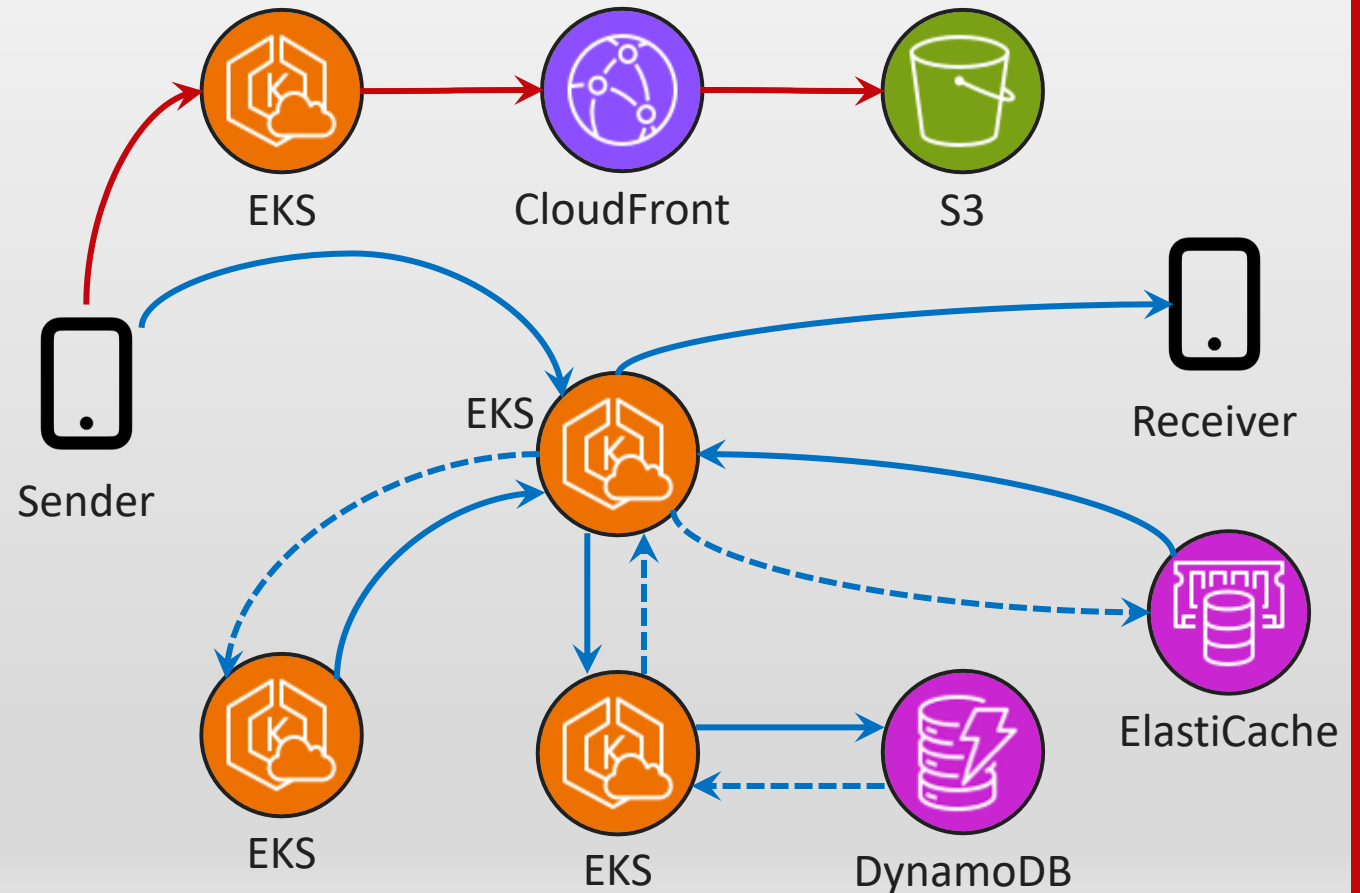 EKS
CloudFront
S3
Sender
EKS
Receiver
ElastiCache
EKS
EKS
DynamoDB